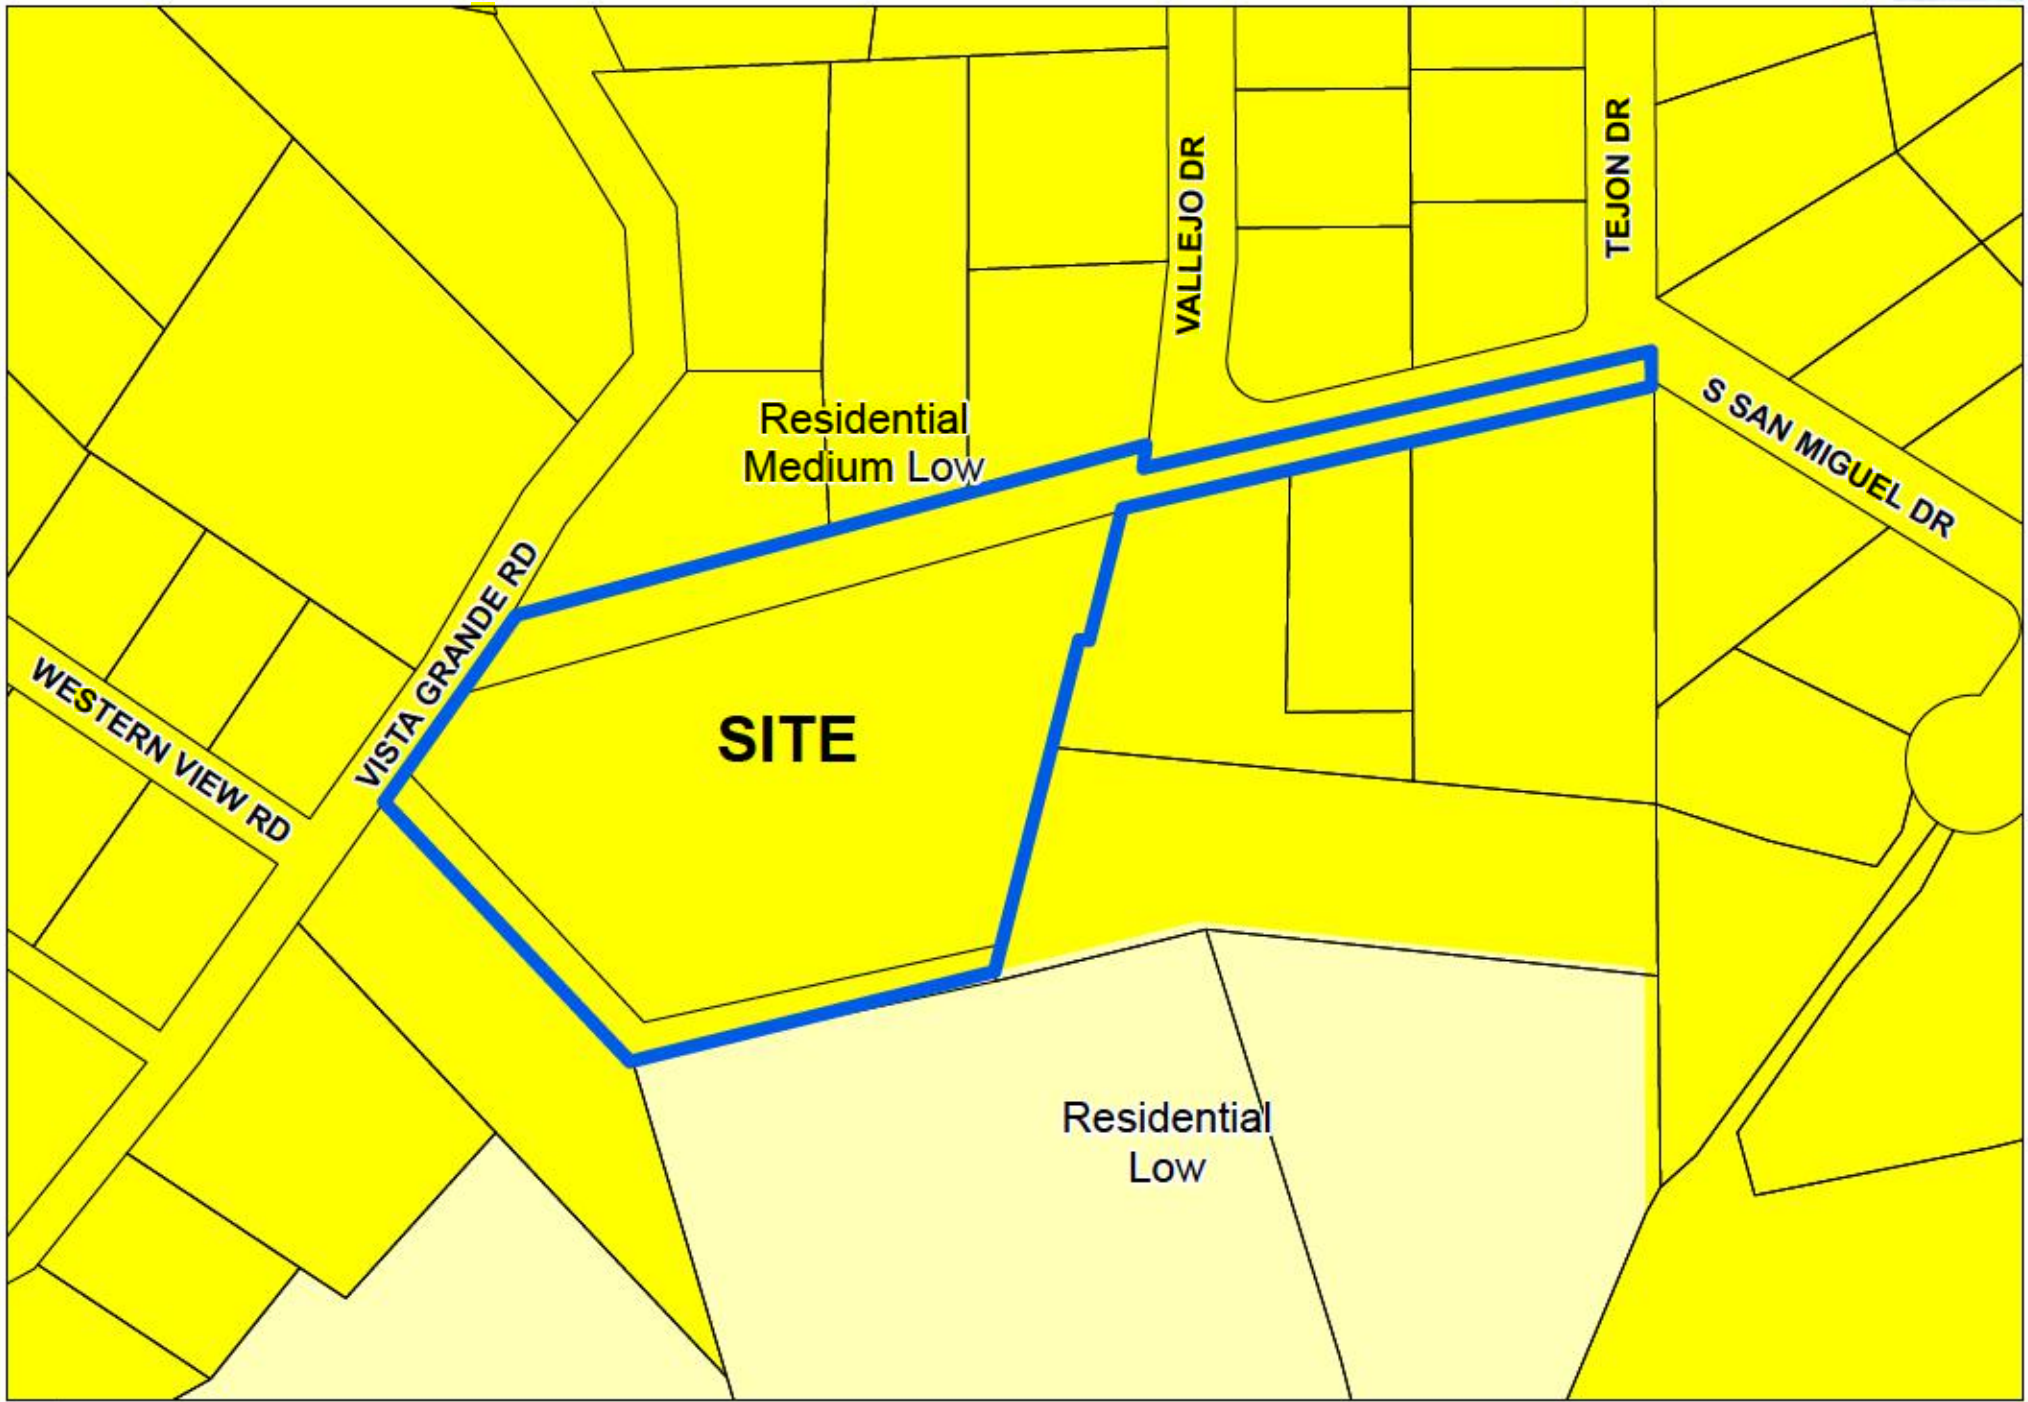 VALLEJO DR
TEJON DR
Residential
Medium Low
S SAN MIGUEL DR
VISTA GRANDE RD
WESTERN VIEW RD
SITE
Residential
Low